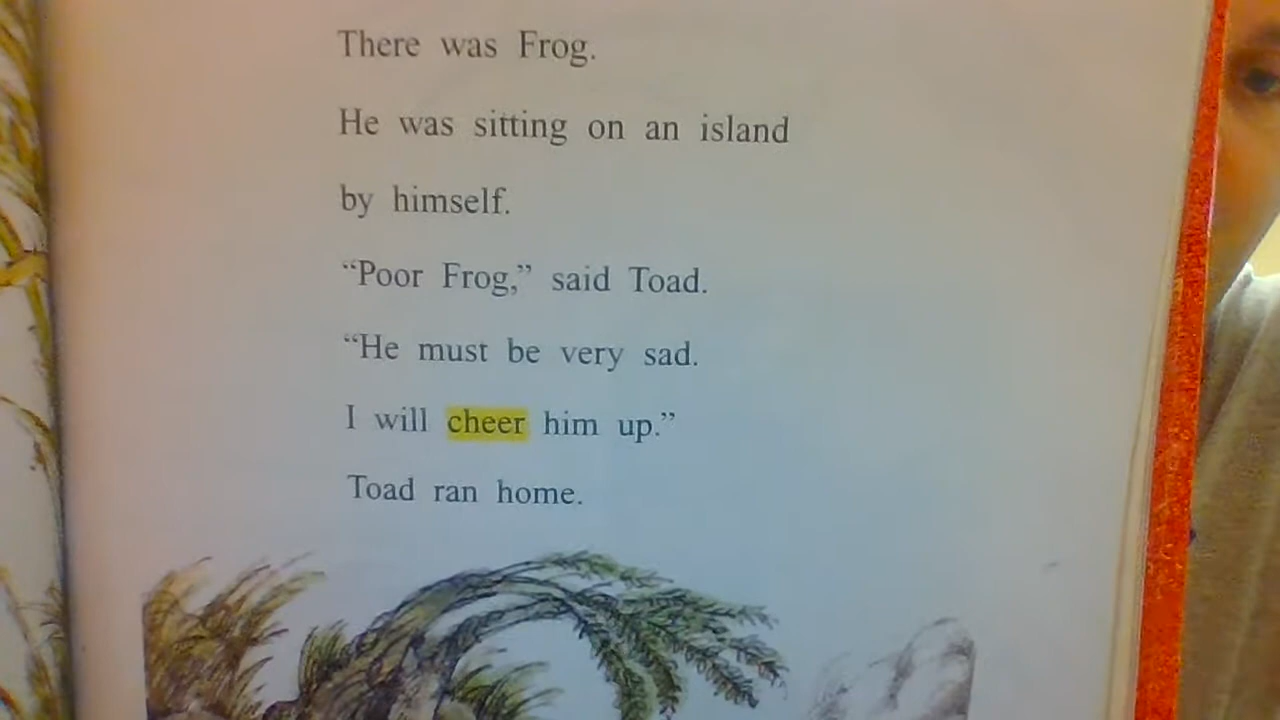 There was Frog.
He was sitting on an island
by himself.
“Poor Frog,” said Toad.
“He must be very sad.
I will cheer him up.”
Toad ran home.